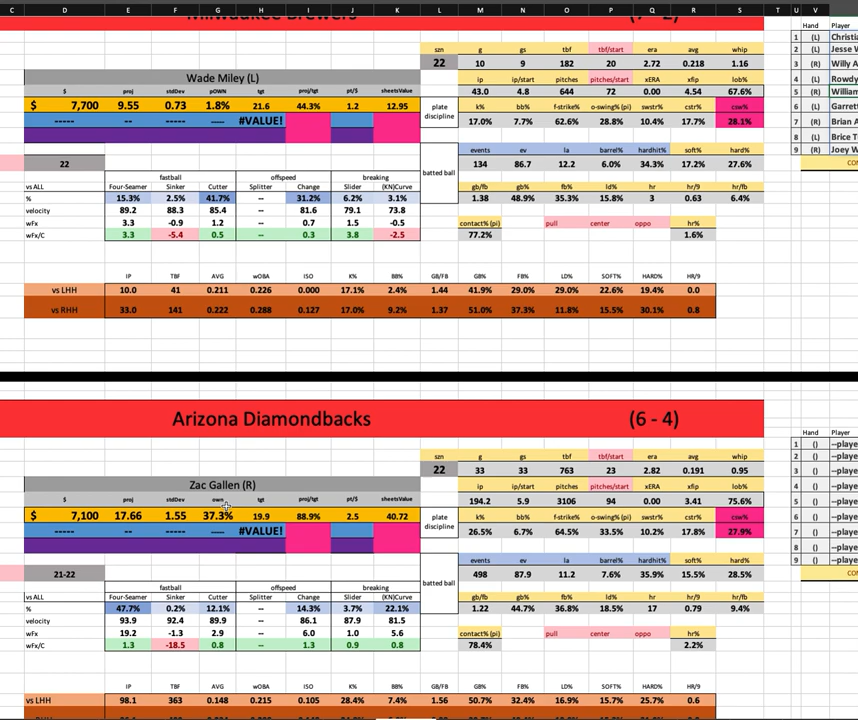 C D E F G H I J K L M N O P Q R S T U V
Milwaukee Brewers (7 - 2)
Hand Player
szn g gs tbf tbf/start era avg whip
22 10 9 182 20 2.72 0.218 1.16
Wade Miley (L) ip ip/start pitches pitches/start xERA xfip lob%
$ proj stdDev pOWN tgt proj/tgt pt/$ sheetsValue 43.0 4.8 644 72 0.00 4.54 67.6%
$ 7,700 9.55 0.73 1.8% 21.6 44.3% 1.2 12.95 plate discipline k% bb% f-strike% o-swing% (pi) swstr% cstr% csw%
----- -- ----- ---- #VALUE! 17.0% 7.7% 62.6% 28.8% 10.4% 17.7% 28.1%
events ev la barrel% hardhit% soft% hard%
22 fastball offspeed breaking batted ball 134 86.7 12.2 6.0% 34.3% 17.2% 27.6%
vs ALL Four-Seamer Sinker Cutter Splitter Change Slider (KN)Curve gb/fb gb% fb% ld% hr hr/9 hr/fb
% 15.3% 2.5% 41.7% -- 31.2% 6.2% 3.1% 1.38 48.9% 35.3% 15.8% 3 0.63 6.4%
velocity 89.2 88.3 85.4 -- 81.6 79.1 73.8
wFx 3.3 -0.9 1.2 -- 0.7 1.5 -0.5 contact% (pi) pull center oppo hr%
wFx/C 3.3 -5.4 0.5 -- 0.3 3.8 -2.5 77.2% 1.6%
IP TBF AVG wOBA ISO K% BB% GB/FB GB% FB% LD% SOFT% HARD% HR/9
vs LHH 10.0 41 0.211 0.226 0.000 17.1% 2.4% 1.44 41.9% 29.0% 29.0% 22.6% 19.4% 0.0
vs RHH 33.0 141 0.222 0.288 0.127 17.0% 9.2% 1.37 51.0% 37.3% 11.8% 15.5% 30.1% 0.8
1 (L) Christia
2 (L) Jesse W
3 (R) Willy A
4 (L) Rowdy
5 (R) William
6 (L) Garret
7 (R) Brian A
8 (L) Brice T
9 (R) Joey W
CON
Arizona Diamondbacks (6 - 4)
Hand Player
szn g gs tbf tbf/start era avg whip
22 33 33 763 23 2.82 0.191 0.95
Zac Gallen (R) ip ip/start pitches pitches/start xERA xfip lob%
$ proj stdDev own tgt proj/tgt pt/$ sheetsValue 194.2 5.9 3106 94 0.00 3.41 75.6%
$ 7,100 17.66 1.55 37.3% 19.9 88.9% 2.5 40.72 plate discipline k% bb% f-strike% o-swing% (pi) swstr% cstr% csw%
----- -- ----- ---- #VALUE! 26.5% 6.7% 64.5% 33.5% 10.2% 17.8% 27.9%
events ev la barrel% hardhit% soft% hard%
21-22 fastball offspeed breaking batted ball 498 87.9 11.2 7.6% 35.9% 15.5% 28.5%
vs ALL Four-Seamer Sinker Cutter Splitter Change Slider (KN)Curve gb/fb gb% fb% ld% hr hr/9 hr/fb
% 47.7% 0.2% 12.1% -- 14.3% 3.7% 22.1% 1.22 44.7% 36.8% 18.5% 17 0.79 9.4%
velocity 93.9 92.4 89.9 -- 86.1 87.9 81.5
wFx 19.2 -1.3 2.9 -- 6.0 1.0 5.6 contact% (pi) pull center oppo hr%
wFx/C 1.3 -18.5 0.8 -- 1.3 0.9 0.8 78.4% 2.2%
IP TBF AVG wOBA ISO K% BB% GB/FB GB% FB% LD% SOFT% HARD% HR/9
vs LHH 98.1 363 0.148 0.215 0.105 28.4% 7.4% 1.56 50.7% 32.4% 16.9% 15.7% 25.7% 0.6
1 () --playe
2 () --playe
3 () --playe
4 () --playe
5 () --playe
6 () --playe
7 () --playe
8 () --playe
9 () --playe
CON